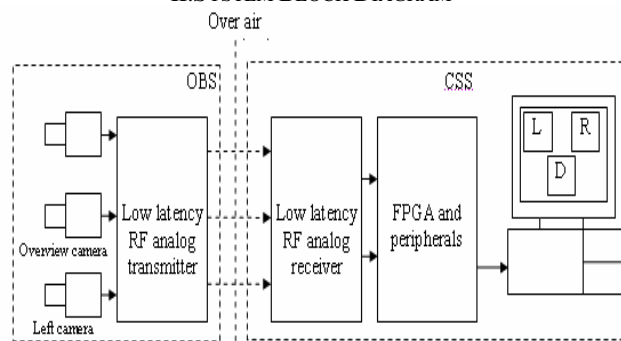 Over air
OBS
CSS
L
R
D
Low latency
RF analog
transmitter
Low latency
RF analog
receiver
FPGA and
peripherals
Overview camera
Left camera